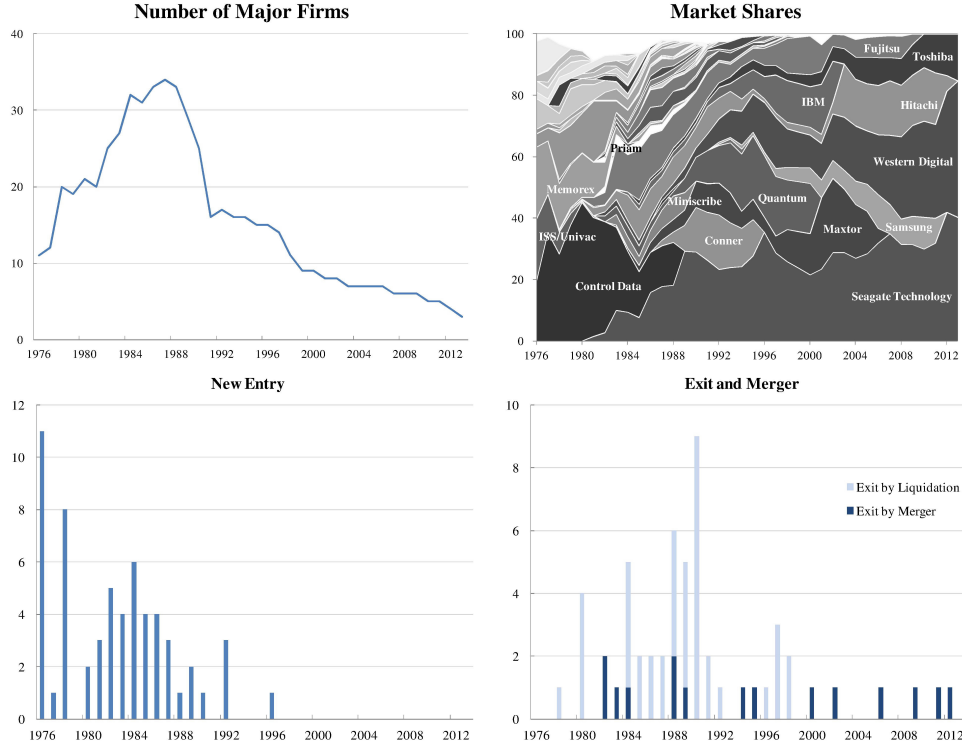 Number of Major Firms
40
30
20
10
0
1976 1980 1984 1988 1992 1996 2000 2004 2008 2012
Market Shares
100
80
60
40
20
0
Fujitsu
Toshiba
IBM
Hitachi
Priam
Western Digital
Memorex
Miniscribe
Quantum
ISS/Univac
Conner
Maxtor
Samsung
Control Data
Seagate Technology
1976 1980 1984 1988 1992 1996 2000 2004 2008 2012
New Entry
12
10
8
6
4
2
0
1976 1980 1984 1988 1992 1996 2000 2004 2008 2012
Exit and Merger
10
8
6
4
2
0
Exit by Liquidation
Exit by Merger
1976 1980 1984 1988 1992 1996 2000 2004 2008 2012